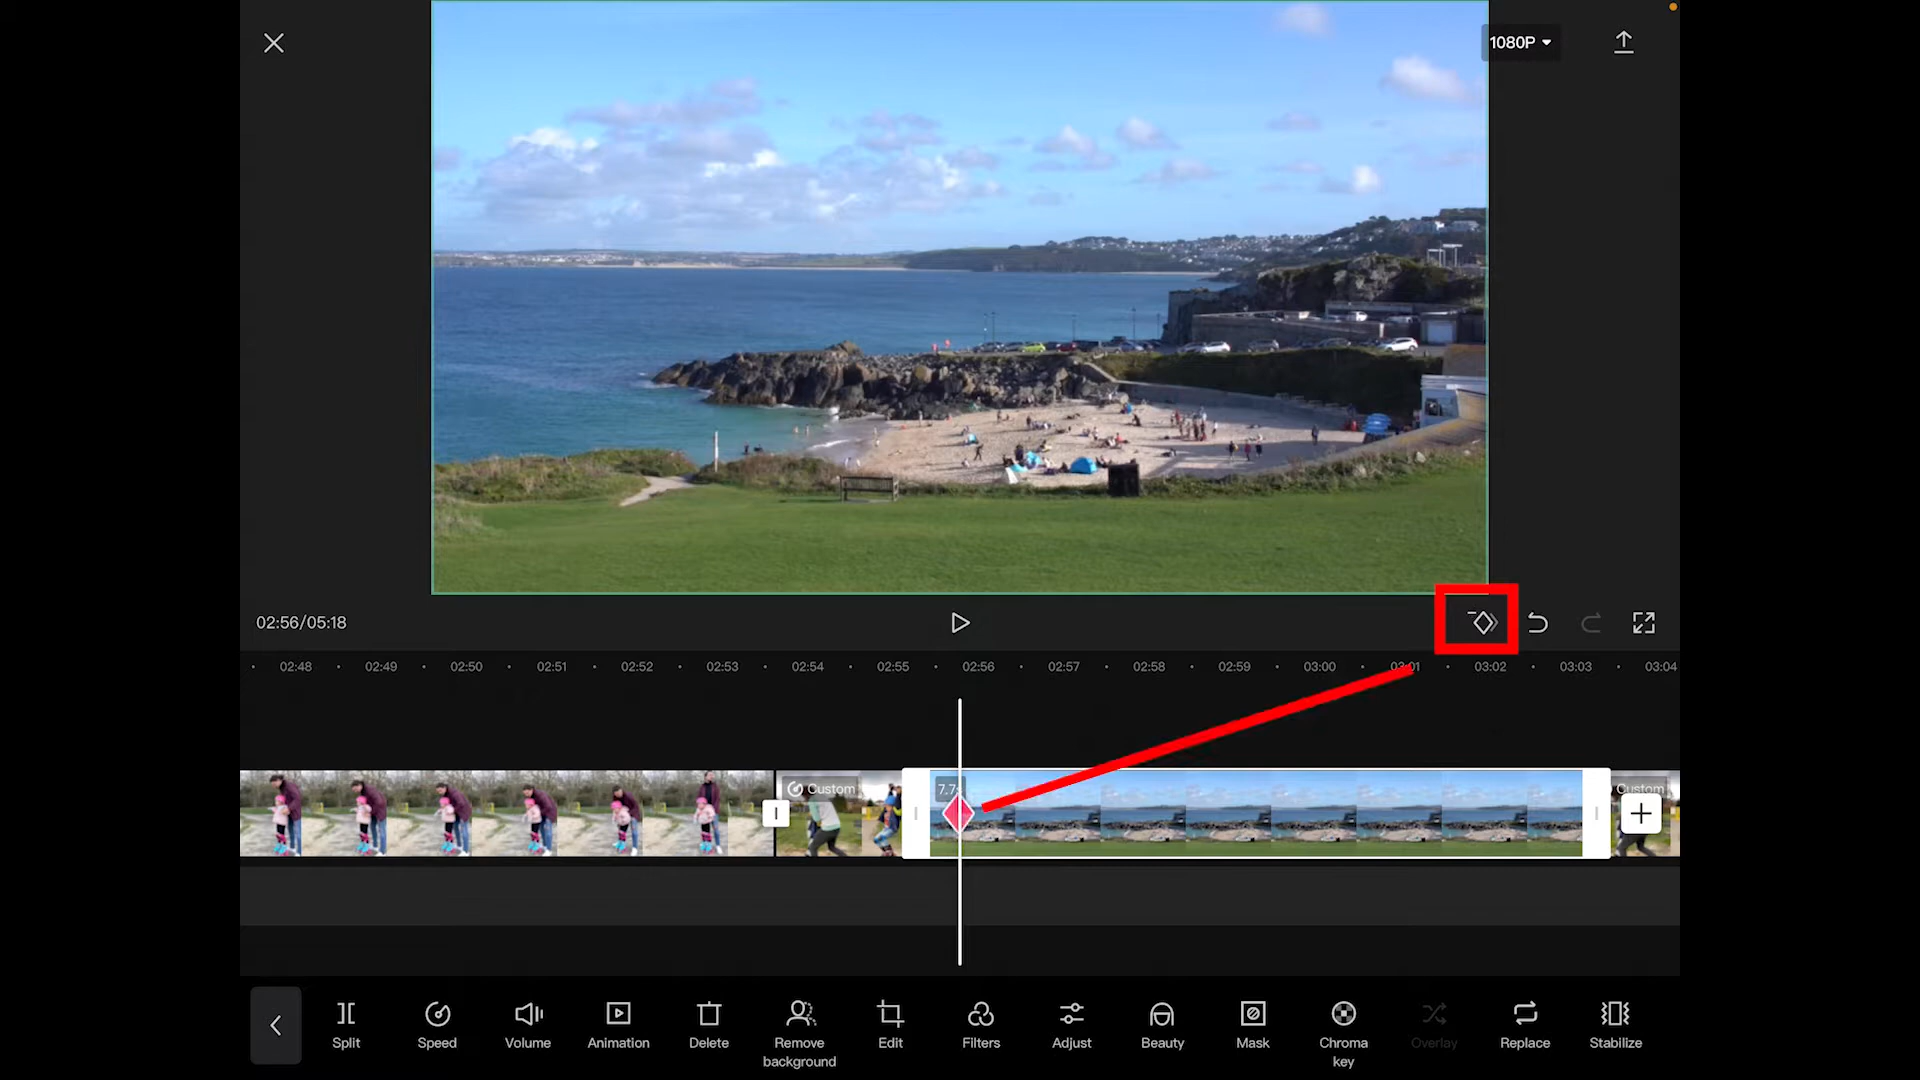 1080P
02:56/05:18
02:48 02:49 02:50 02:51 02:52 02:53 02:54 02:55 02:56 02:57 02:58 02:59 03:00 03:01 03:02 03:03 03:04
Custom
7.7s
Custom
Split
Speed
Volume
Animation
Delete
Remove
background
Edit
Filters
Adjust
Beauty
Mask
Chroma
key
Overlay
Replace
Stabilize